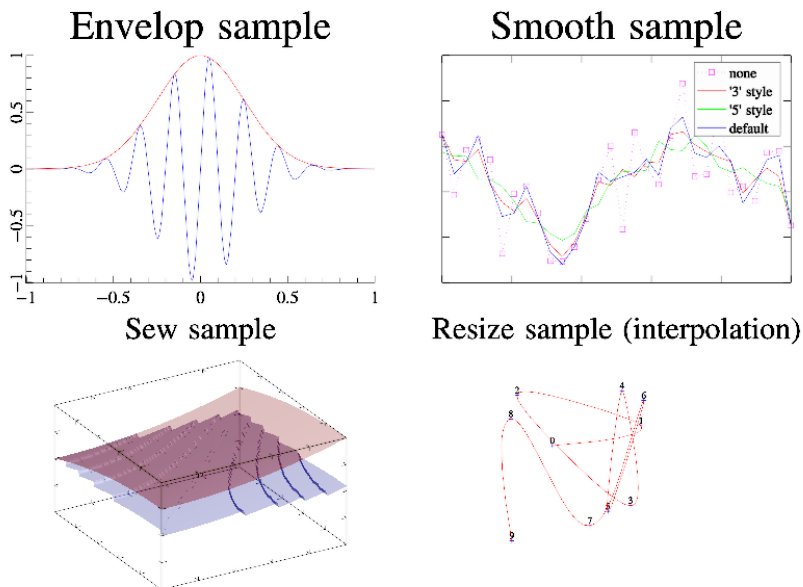 Envelop sample
Smooth sample
1
0.5
0
−0.5
−1
−1 −0.5 0 0.5 1
none
'3' style
'5' style
default
Sew sample
Resize sample (interpolation)
2
4
6
8
1
0
3
5
7
9